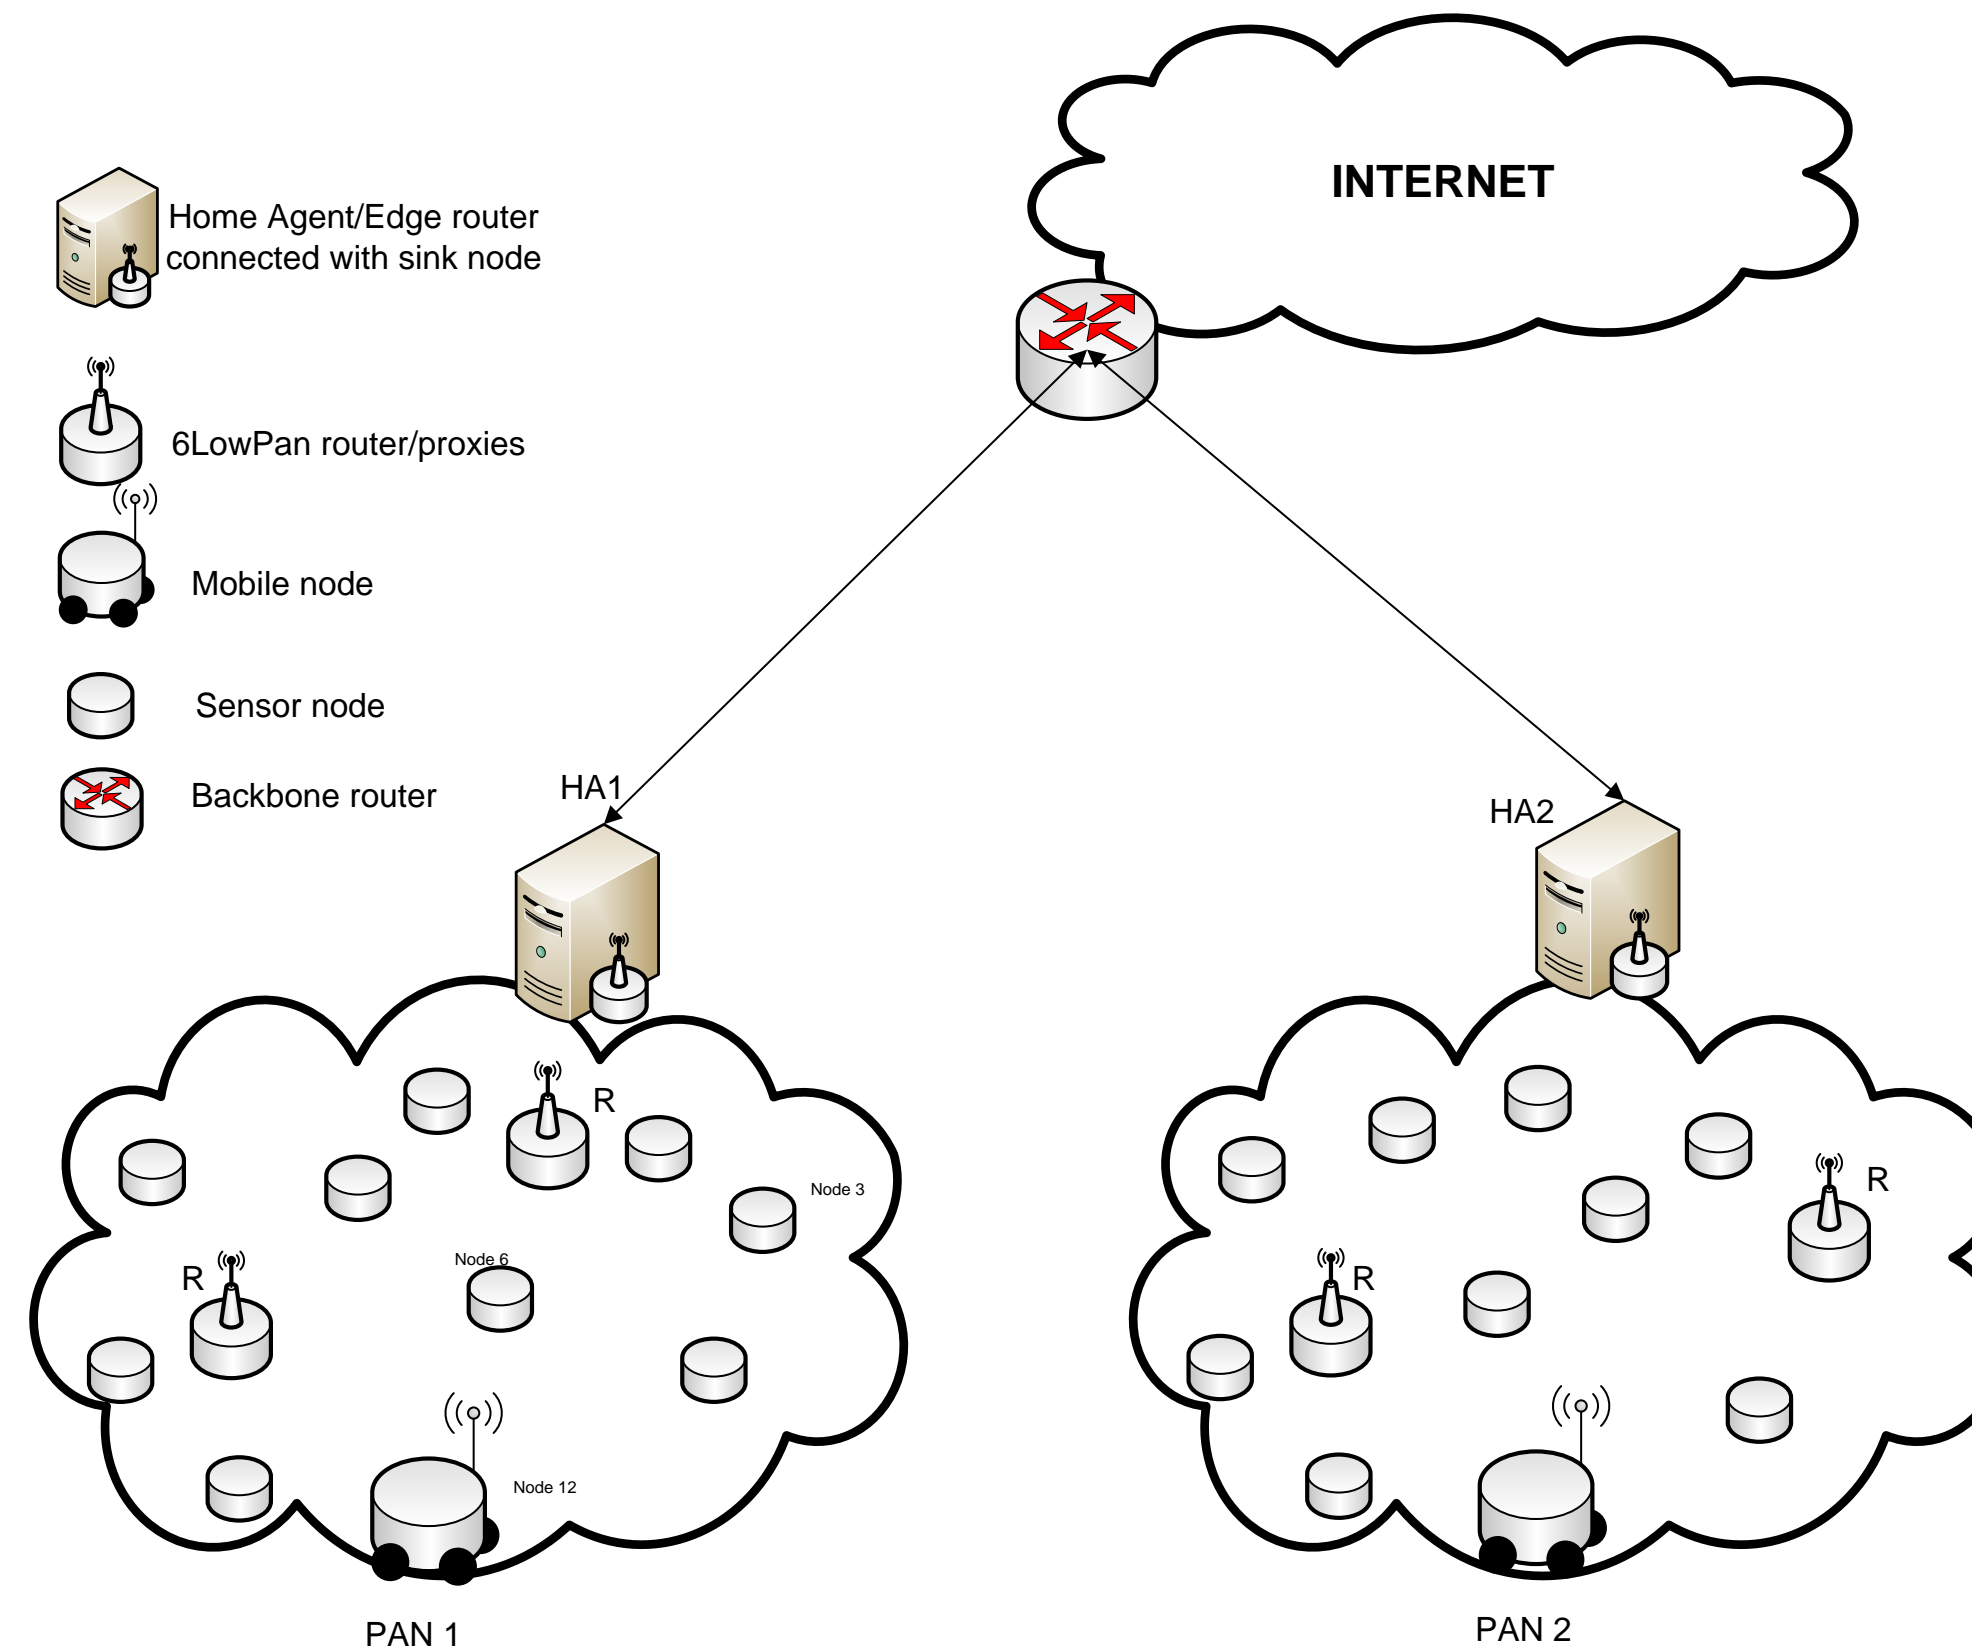 INTERNET
Home Agent/Edge router
connected with sink node
6LowPan router/proxies
Mobile node
Sensor node
Backbone router
HA1
HA2
R
Node 3
R
Node 6
R
R
Node 12
PAN 1
PAN 2